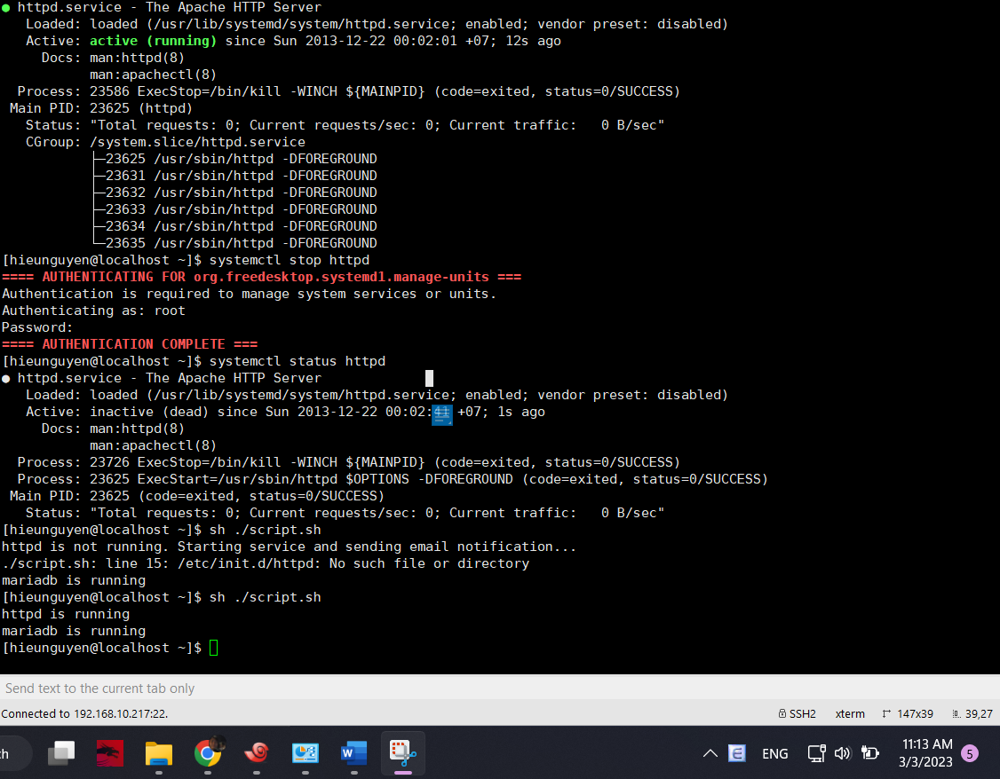 ● httpd.service - The Apache HTTP Server
   Loaded: loaded (/usr/lib/systemd/system/httpd.service; enabled; vendor preset: disabled)
   Active: active (running) since Sun 2013-12-22 00:02:01 +07; 12s ago
     Docs: man:httpd(8)
           man:apachectl(8)
  Process: 23586 ExecStop=/bin/kill -WINCH ${MAINPID} (code=exited, status=0/SUCCESS)
 Main PID: 23625 (httpd)
   Status: "Total requests: 0; Current requests/sec: 0; Current traffic:   0 B/sec"
   CGroup: /system.slice/httpd.service
           ├─23625 /usr/sbin/httpd -DFOREGROUND
           ├─23631 /usr/sbin/httpd -DFOREGROUND
           ├─23632 /usr/sbin/httpd -DFOREGROUND
           ├─23633 /usr/sbin/httpd -DFOREGROUND
           ├─23634 /usr/sbin/httpd -DFOREGROUND
           └─23635 /usr/sbin/httpd -DFOREGROUND
[hieunguyen@localhost ~]$ systemctl stop httpd
==== AUTHENTICATING FOR org.freedesktop.systemd1.manage-units ===
Authentication is required to manage system services or units.
Authenticating as: root
Password:
==== AUTHENTICATION COMPLETE ===
[hieunguyen@localhost ~]$ systemctl status httpd
● httpd.service - The Apache HTTP Server
   Loaded: loaded (/usr/lib/systemd/system/httpd.service; enabled; vendor preset: disabled)
   Active: inactive (dead) since Sun 2013-12-22 00:02:41 +07; 1s ago
     Docs: man:httpd(8)
           man:apachectl(8)
  Process: 23726 ExecStop=/bin/kill -WINCH ${MAINPID} (code=exited, status=0/SUCCESS)
  Process: 23625 ExecStart=/usr/sbin/httpd $OPTIONS -DFOREGROUND (code=exited, status=0/SUCCESS)
 Main PID: 23625 (code=exited, status=0/SUCCESS)
   Status: "Total requests: 0; Current requests/sec: 0; Current traffic:   0 B/sec"
[hieunguyen@localhost ~]$ sh ./script.sh
httpd is not running. Starting service and sending email notification...
./script.sh: line 15: /etc/init.d/httpd: No such file or directory
mariadb is running
[hieunguyen@localhost ~]$ sh ./script.sh
httpd is running
mariadb is running
[hieunguyen@localhost ~]$
Send text to the current tab only
Connected to 192.168.10.217:22. SSH2 xterm 147x39 39,27
ch ENG 11:13 AM 5
3/3/2023